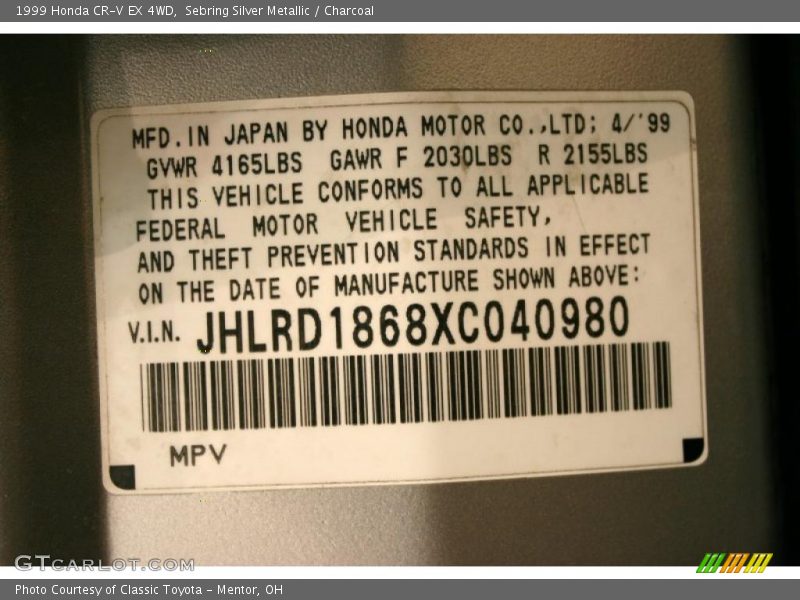 1999 Honda CR-V EX 4WD,  Sebring Silver Metallic / Charcoal
MFD.IN JAPAN BY HONDA MOTOR CO.,LTD; 4/'99
GVWR 4165LBS GAWR F 2030LBS R 2155LBS
THIS VEHICLE CONFORMS TO ALL APPLICABLE
FEDERAL MOTOR VEHICLE SAFETY,
AND THEFT PREVENTION STANDARDS IN EFFECT
ON THE DATE OF MANUFACTURE SHOWN ABOVE:
V.I.N. JHLRD1868XC040980
MPV
GTcarlot.com
Photo Courtesy of Classic Toyota - Mentor, OH